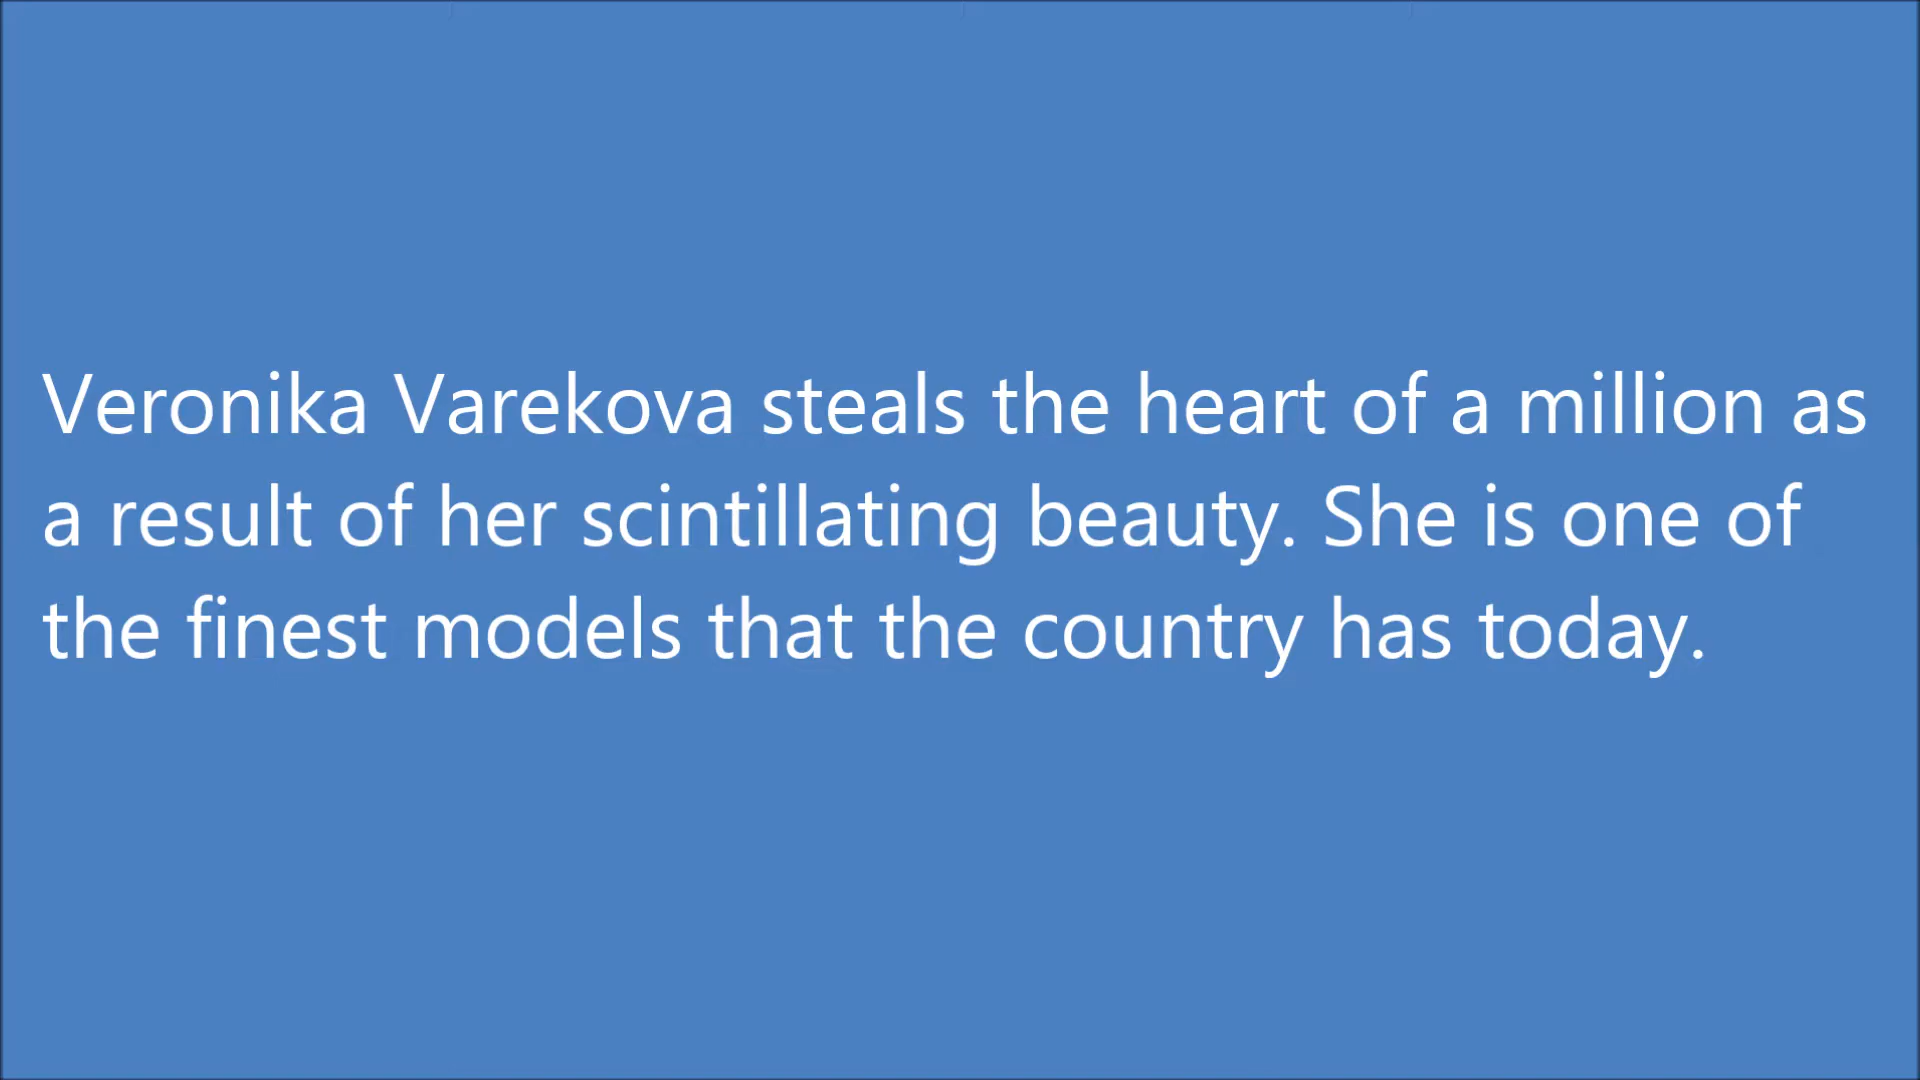 Veronika Varekova steals the heart of a million as
a result of her scintillating beauty. She is one of
the finest models that the country has today.